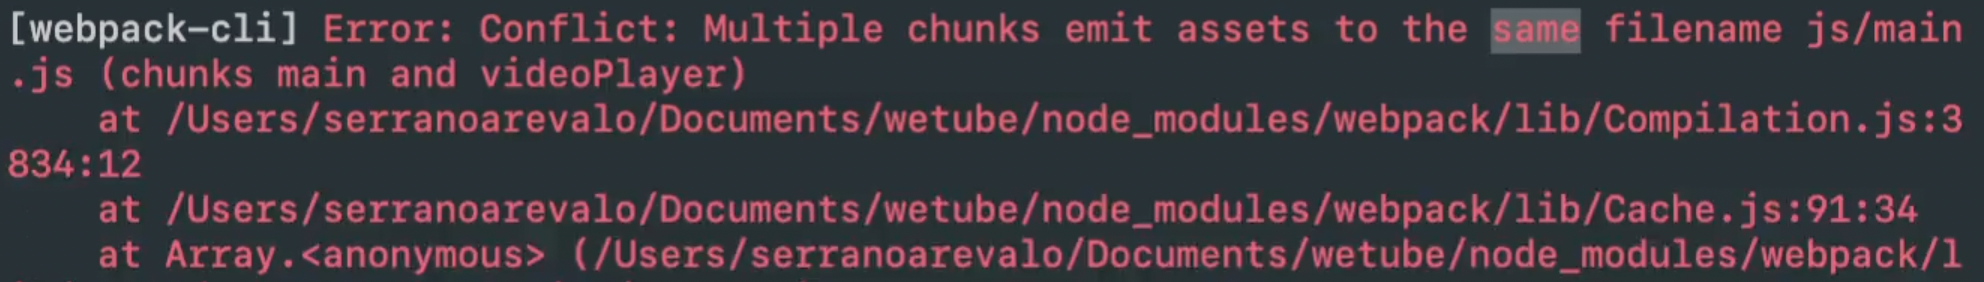 [webpack-cli] Error: Conflict: Multiple chunks emit assets to the same filename js/main
.js (chunks main and videoPlayer)
    at /Users/serranoarevalo/Documents/wetube/node_modules/webpack/lib/Compilation.js:3
834:12
    at /Users/serranoarevalo/Documents/wetube/node_modules/webpack/lib/Cache.js:91:34
    at Array.<anonymous> (/Users/serranoarevalo/Documents/wetube/node_modules/webpack/l